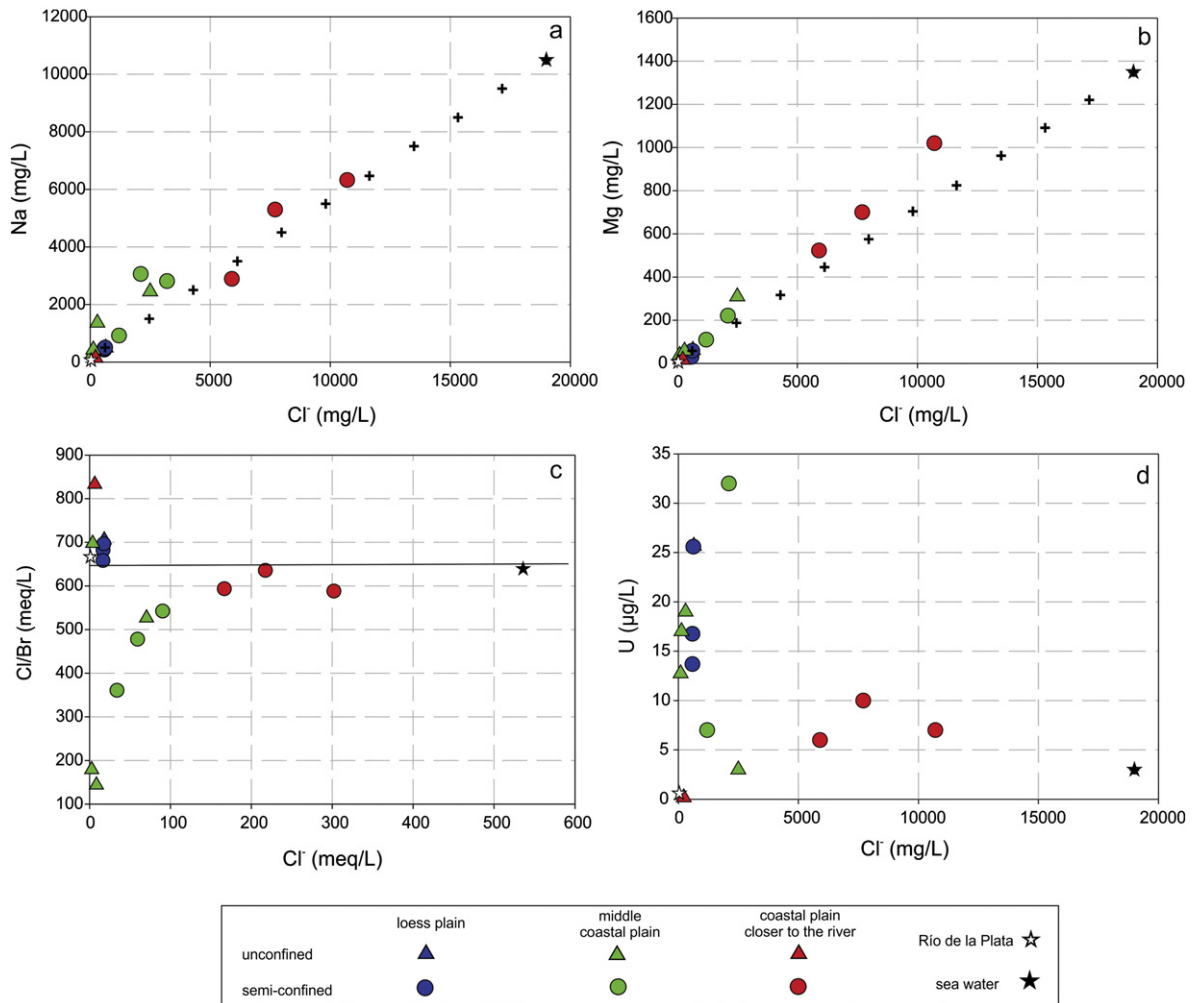 a
12000
10000
8000
6000
4000
2000
0
Na (mg/L)
0 5000 10000 15000 20000
Cl⁻ (mg/L)
b
1600
1400
1200
1000
800
600
400
200
0
Mg (mg/L)
0 5000 10000 15000 20000
Cl⁻ (mg/L)
c
900
800
700
600
500
400
300
200
100
Cl/Br (meq/L)
0 100 200 300 400 500 600
Cl⁻ (meq/L)
d
35
30
25
20
15
10
5
0
U (µg/L)
0 5000 10000 15000 20000
Cl⁻ (mg/L)
loess plain
middle
coastal plain
coastal plain
closer to the river
Río de la Plata
unconfined
sea water
semi-confined